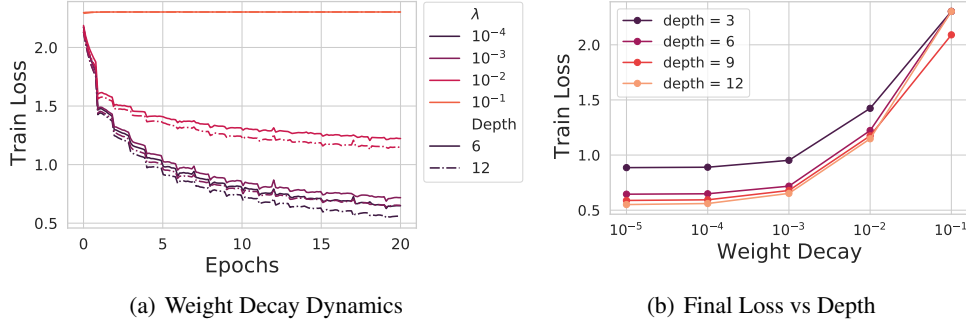 Train Loss
2.0
1.5
1.0
0.5
0 5 10 15 20
Epochs
λ
10⁻⁴
10⁻³
10⁻²
10⁻¹
Depth
6
12
(a) Weight Decay Dynamics
Train Loss
2.0
1.5
1.0
0.5
depth = 3
depth = 6
depth = 9
depth = 12
10⁻⁵ 10⁻⁴ 10⁻³ 10⁻² 10⁻¹
Weight Decay
(b) Final Loss vs Depth